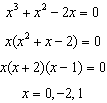 x³ + x² − 2x = 0
x(x² + x − 2) = 0
x(x + 2)(x − 1) = 0
x = 0, −2, 1